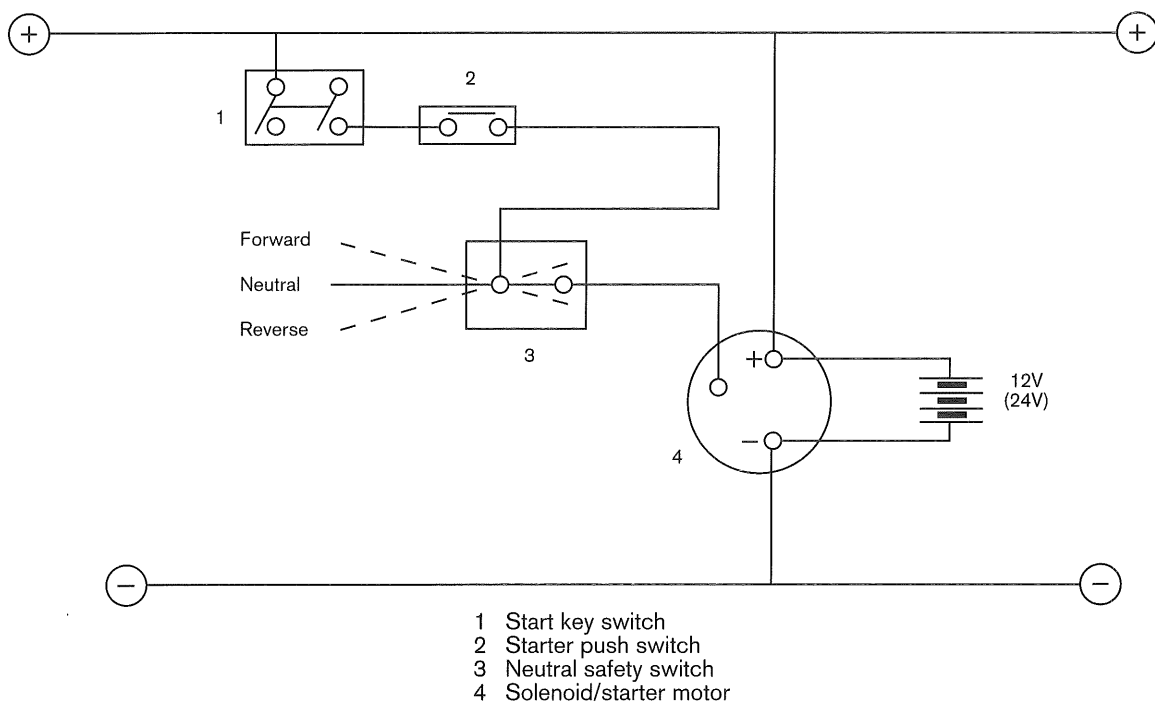 +
+
2
1
Forward
Neutral
Reverse
3
+
12V
(24V)
−
4
−
−
1 Start key switch
2 Starter push switch
3 Neutral safety switch
4 Solenoid/starter motor